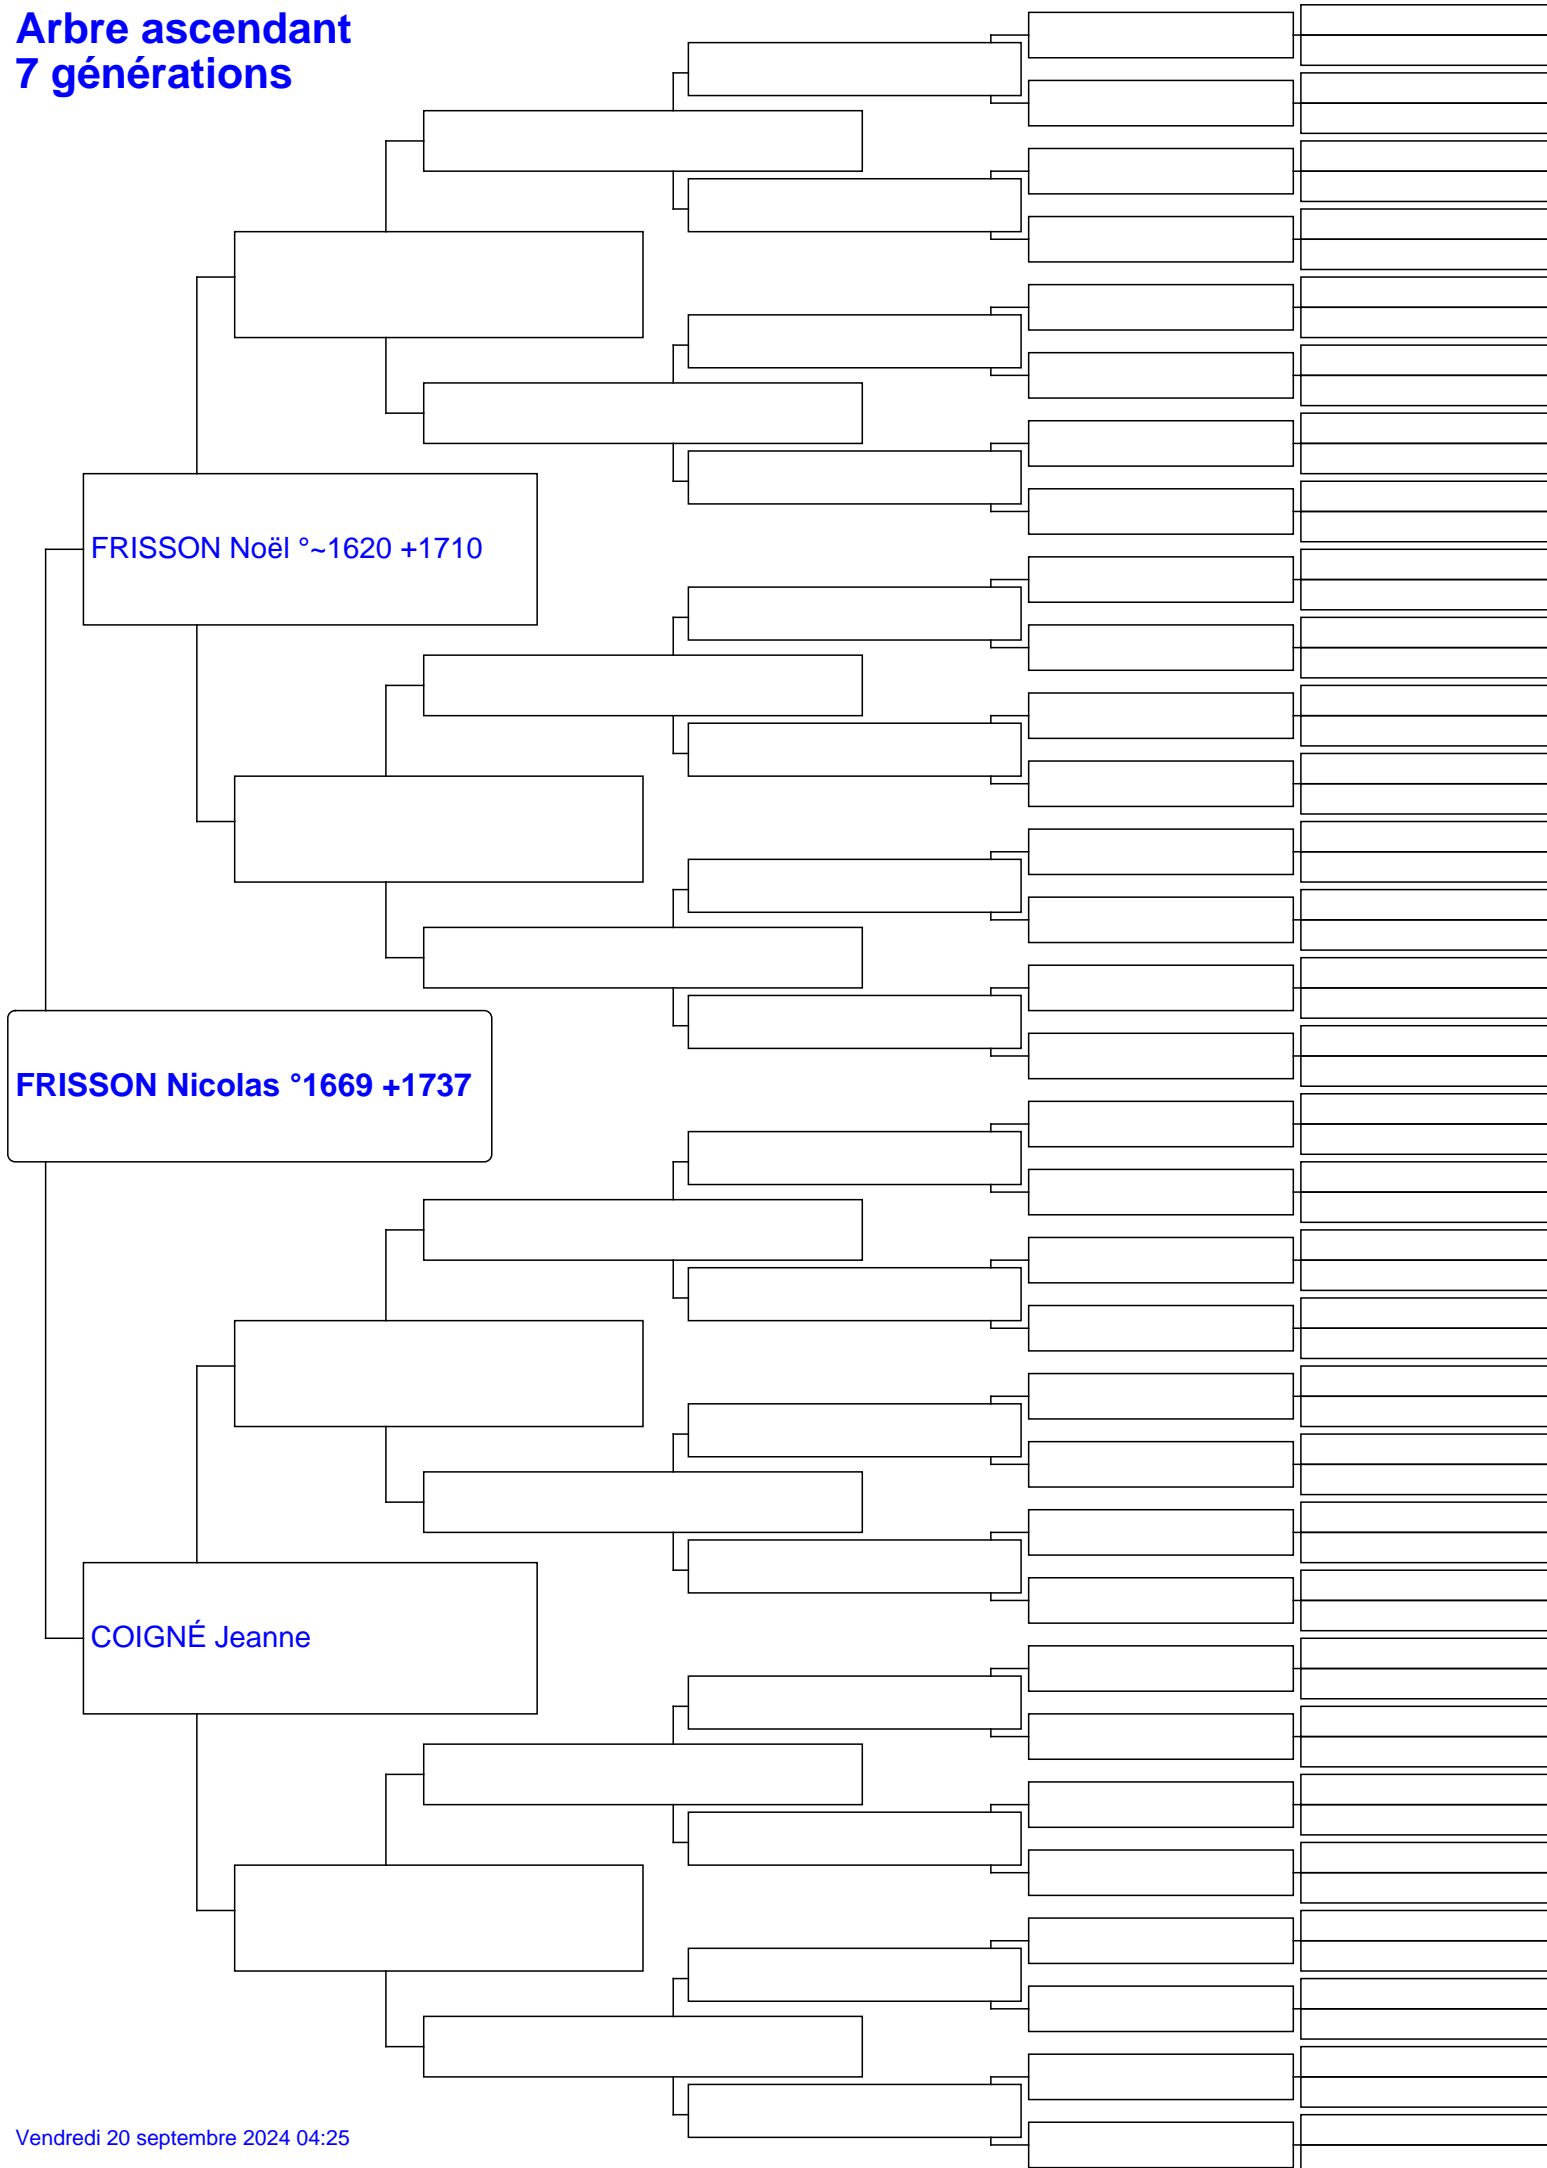 Arbre ascendant
7 générations
FRISSON Noël °~1620 +1710
FRISSON Nicolas °1669 +1737
COIGNÉ Jeanne
Vendredi 20 septembre 2024 04:25